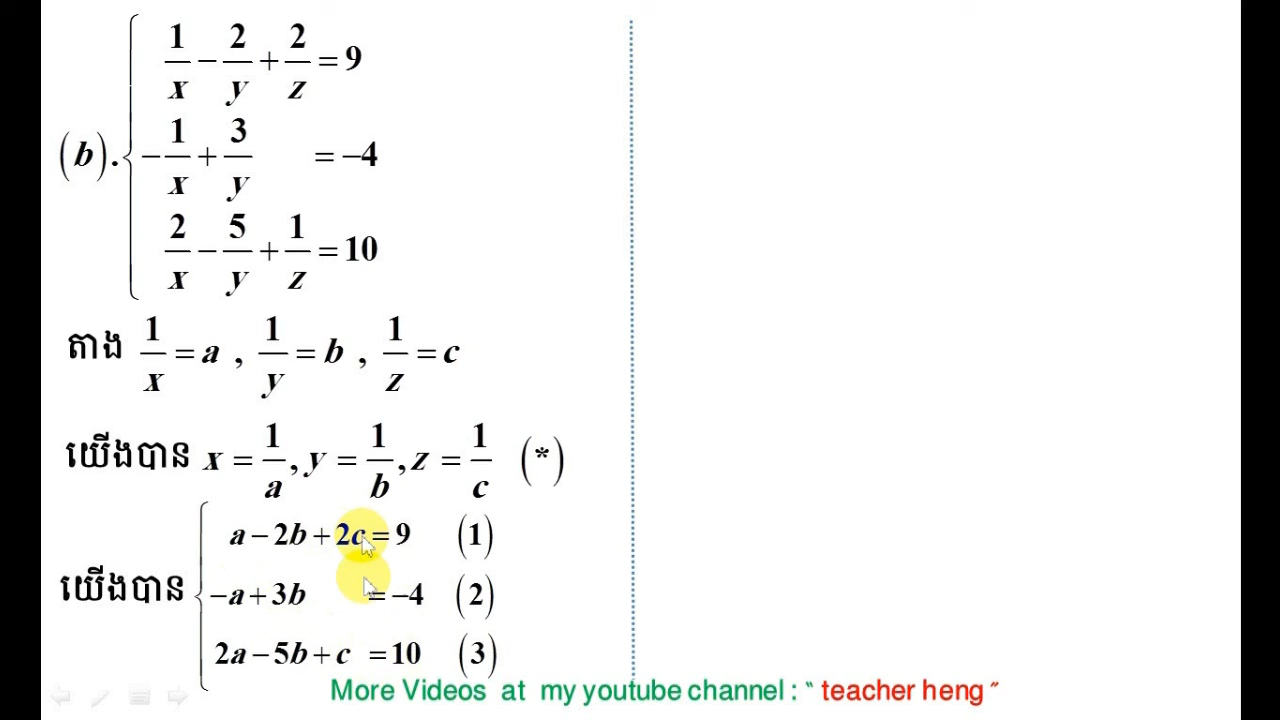 (b). { 1/x − 2/y + 2/z = 9
−1/x + 3/y = −4
2/x − 5/y + 1/z = 10
តាង 1/x = a , 1/y = b , 1/z = c
យើងបាន x = 1/a , y = 1/b , z = 1/c (*)
a − 2b + 2c = 9 (1)
យើងបាន { −a + 3b = −4 (2)
2a − 5b + c = 10 (3)
More Videos at my youtube channel : “ teacher heng ”